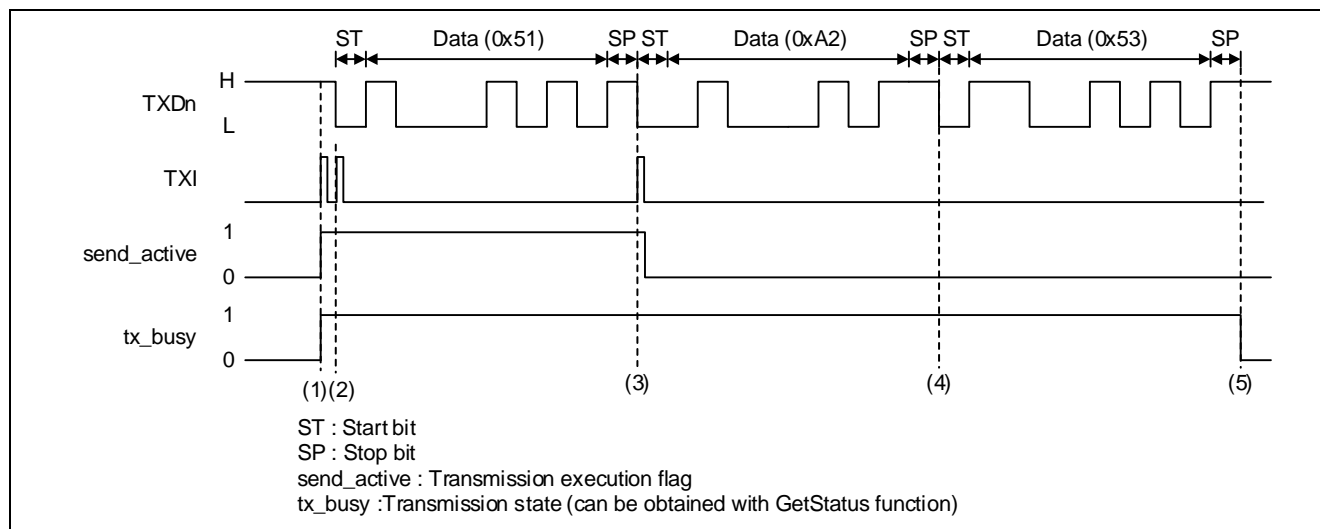 ST Data (0x51) SP ST Data (0xA2) SP ST Data (0x53) SP
H
TXDn
L
TXI
1
send_active
0
1
tx_busy
0
(1) (2) (3) (4) (5)
ST : Start bit
SP : Stop bit
send_active : Transmission execution flag
tx_busy :Transmission state (can be obtained with GetStatus function)